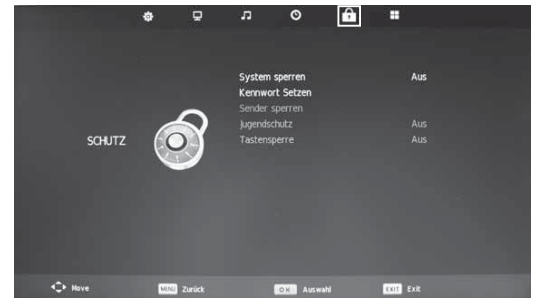 System sperren Aus
Kennwort Setzen
Sender sperren
Jugendschutz Aus
SCHUTZ
Tastensperre Aus
Move MENU Zurück OK Auswahl EXIT Exit